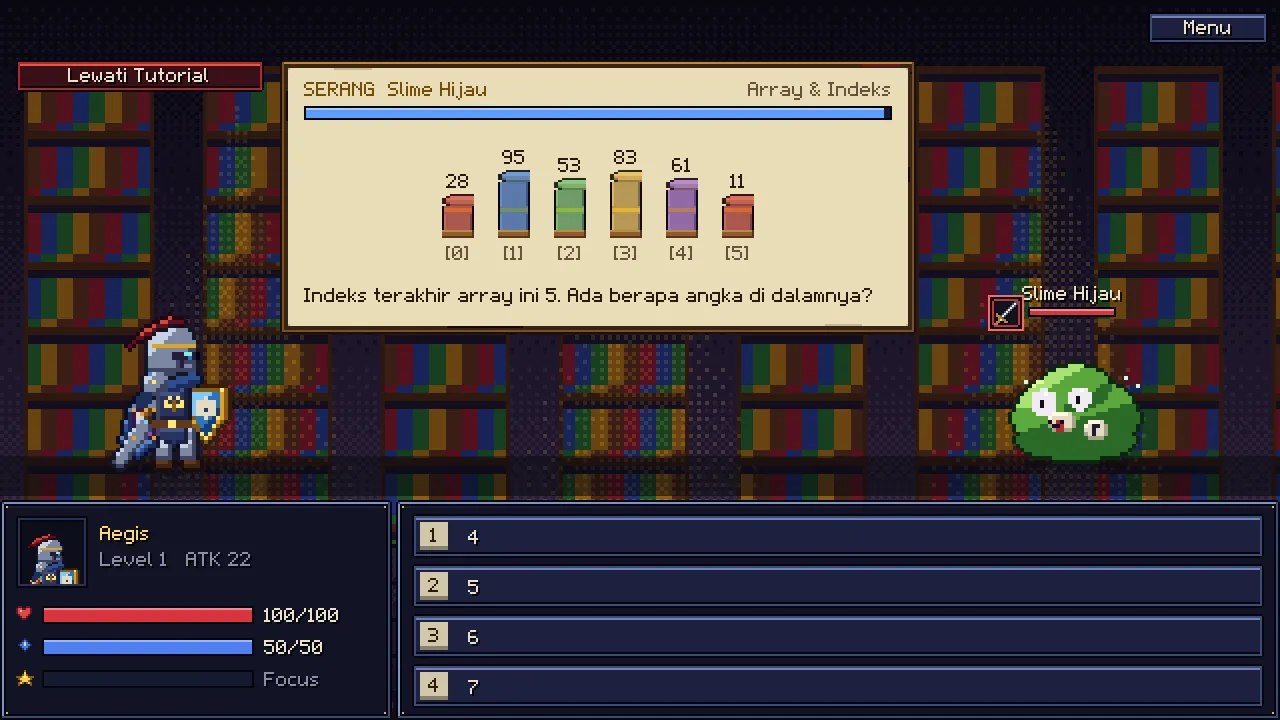 Menu
Lewati Tutorial
SERANG Slime Hijau
Array & Indeks
28 95 53 83 61 11
[0] [1] [2] [3] [4] [5]
Indeks terakhir array ini 5. Ada berapa angka di dalamnya?
Slime Hijau
Aegis
Level 1 ATK 22
100/100
50/50
Focus
1 4
2 5
3 6
4 7